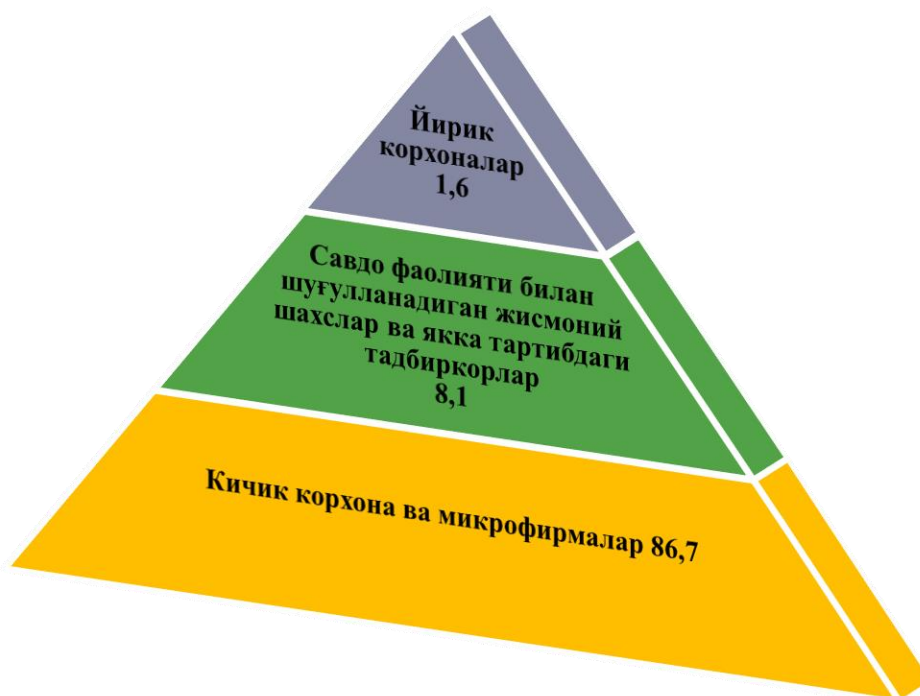 Йирик
корхоналар
1,6
Савдо фаолияти билан
шуғулланадиган жисмоний
шахслар ва якка тартибдаги
тадбиркорлар
8,1
Кичик корхона ва микрофирмалар 86,7